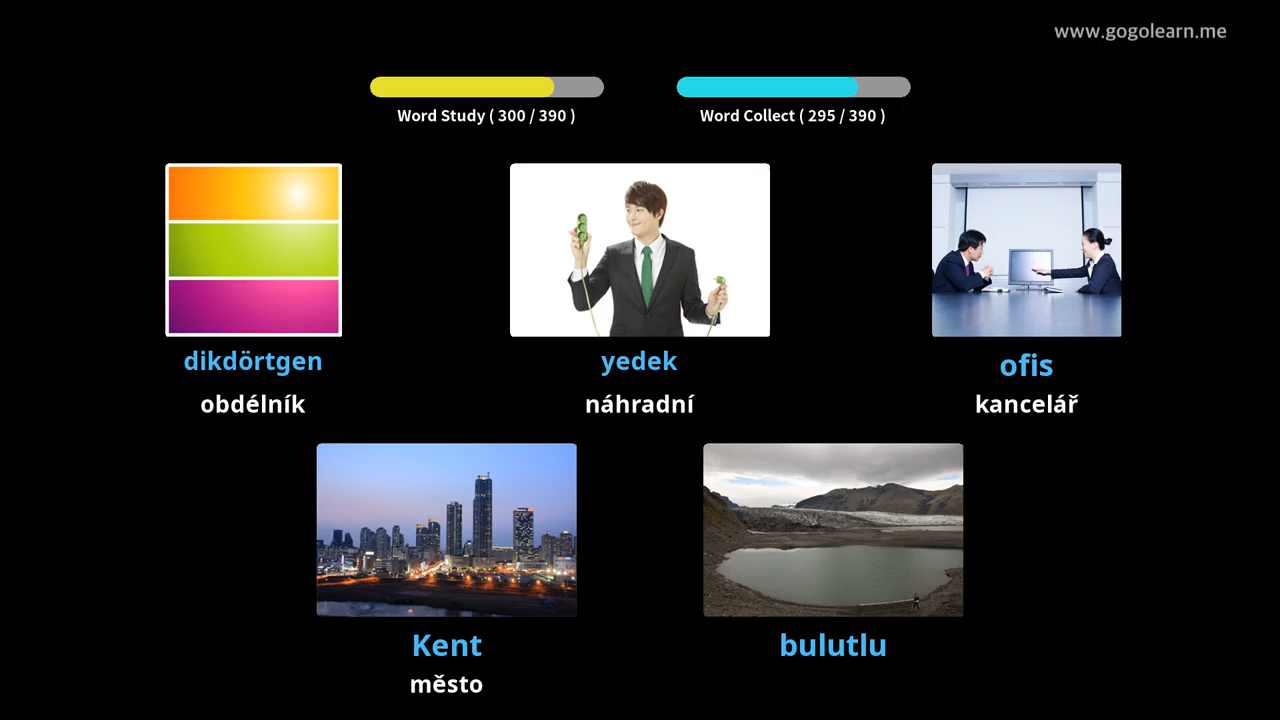 www.gogolearn.me
Word Study ( 300 / 390 )
Word Collect ( 295 / 390 )
dikdörtgen
obdélník
yedek
náhradní
ofis
kancelář
Kent
město
bulutlu